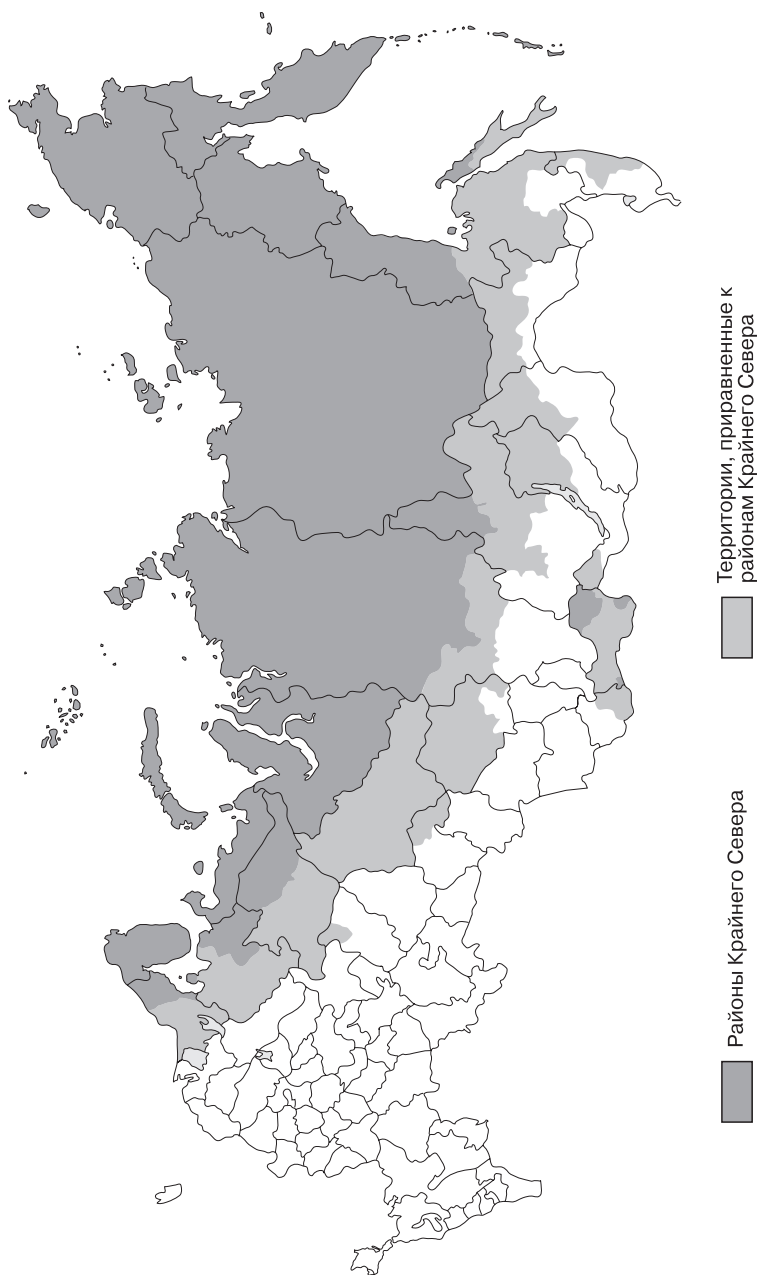 Районы Крайнего Севера
Территории, приравненные к
районам Крайнего Севера